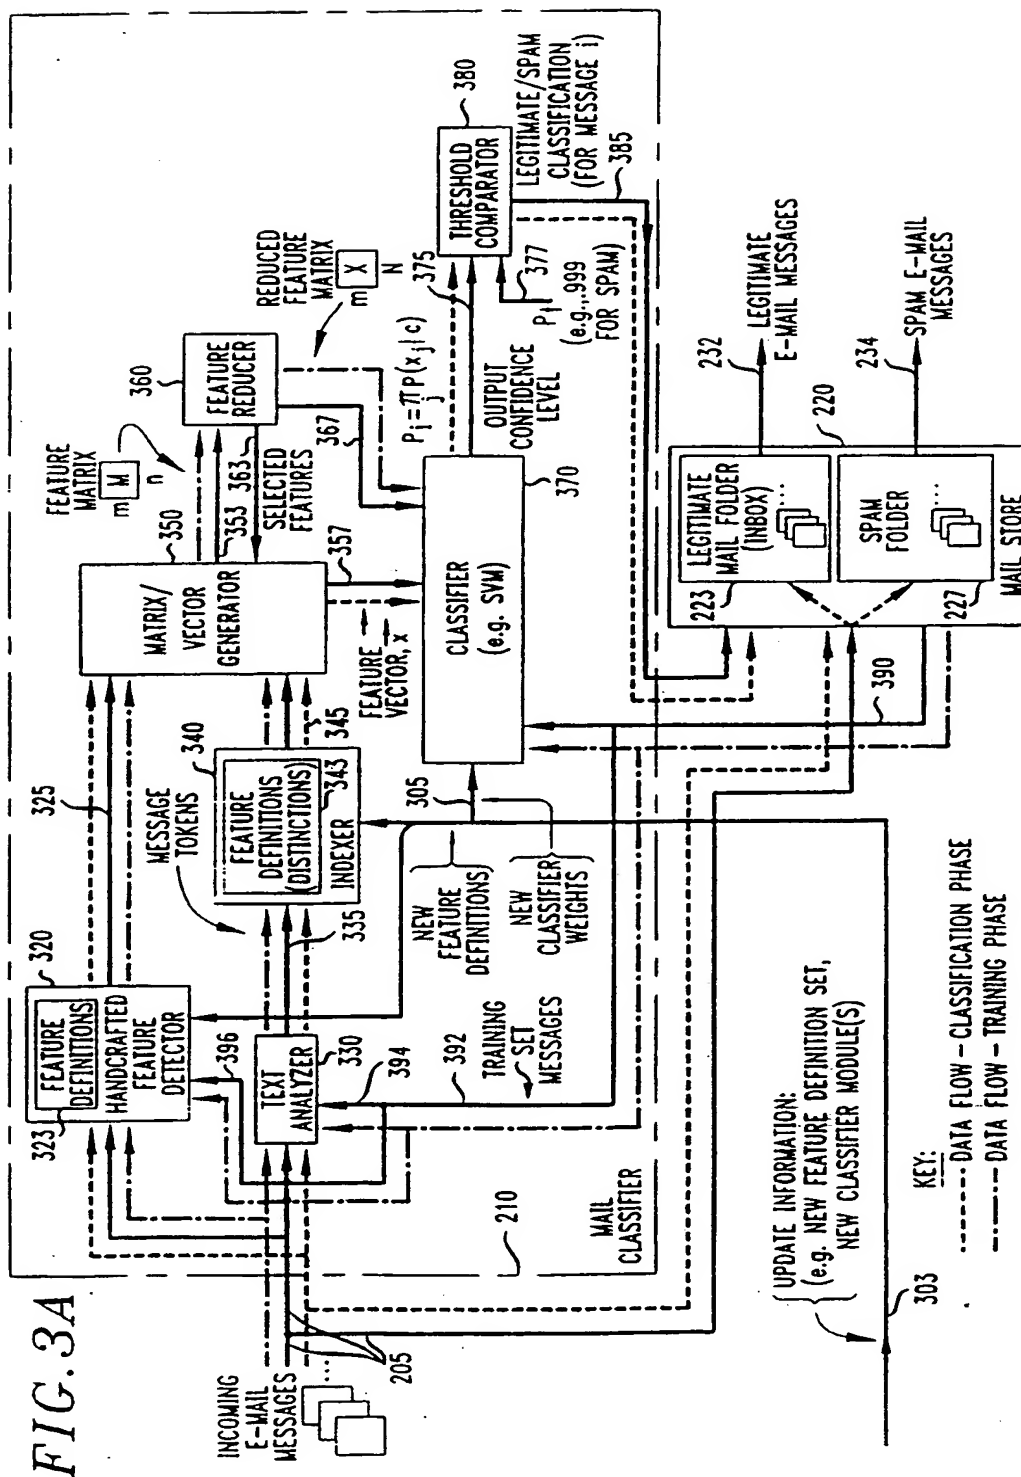 FIG. 3A
INCOMING
E-MAIL
MESSAGES
...
205
210
MAIL
CLASSIFIER
320
FEATURE
DEFINITIONS
323
HANDCRAFTED
FEATURE
DETECTOR
325
396
TEXT
ANALYZER
330
394
392
TRAINING
SET
MESSAGES
MESSAGE
TOKENS
335
340
FEATURE
DEFINITIONS
(DISTINCTIONS)
343
INDEXER
345
305
NEW
FEATURE
DEFINITIONS
NEW
CLASSIFIER
WEIGHTS
MATRIX/
VECTOR
GENERATOR
350
353
357
FEATURE
VECTOR, x
FEATURE
MATRIX
m M
n
360
FEATURE
REDUCER
363
SELECTED
FEATURES
367
REDUCED
FEATURE
MATRIX
m X
N
CLASSIFIER
(e.g. SVM)
370
Pi=πP(xj|c)
j
OUTPUT
CONFIDENCE
LEVEL
375
THRESHOLD
COMPARATOR
380
377
Pt
(e.g.,.999
FOR SPAM)
LEGITIMATE/SPAM
CLASSIFICATION
(FOR MESSAGE i)
385
390
LEGITIMATE
MAIL FOLDER
(INBOX)
...
223
SPAM
FOLDER
...
227
MAIL STORE
220
232
LEGITIMATE
E-MAIL MESSAGES
234
SPAM E-MAIL
MESSAGES
UPDATE INFORMATION:
(e.g. NEW FEATURE DEFINITION SET,
NEW CLASSIFIER MODULE(S)
303
KEY:
DATA FLOW-CLASSIFICATION PHASE
DATA FLOW-TRAINING PHASE